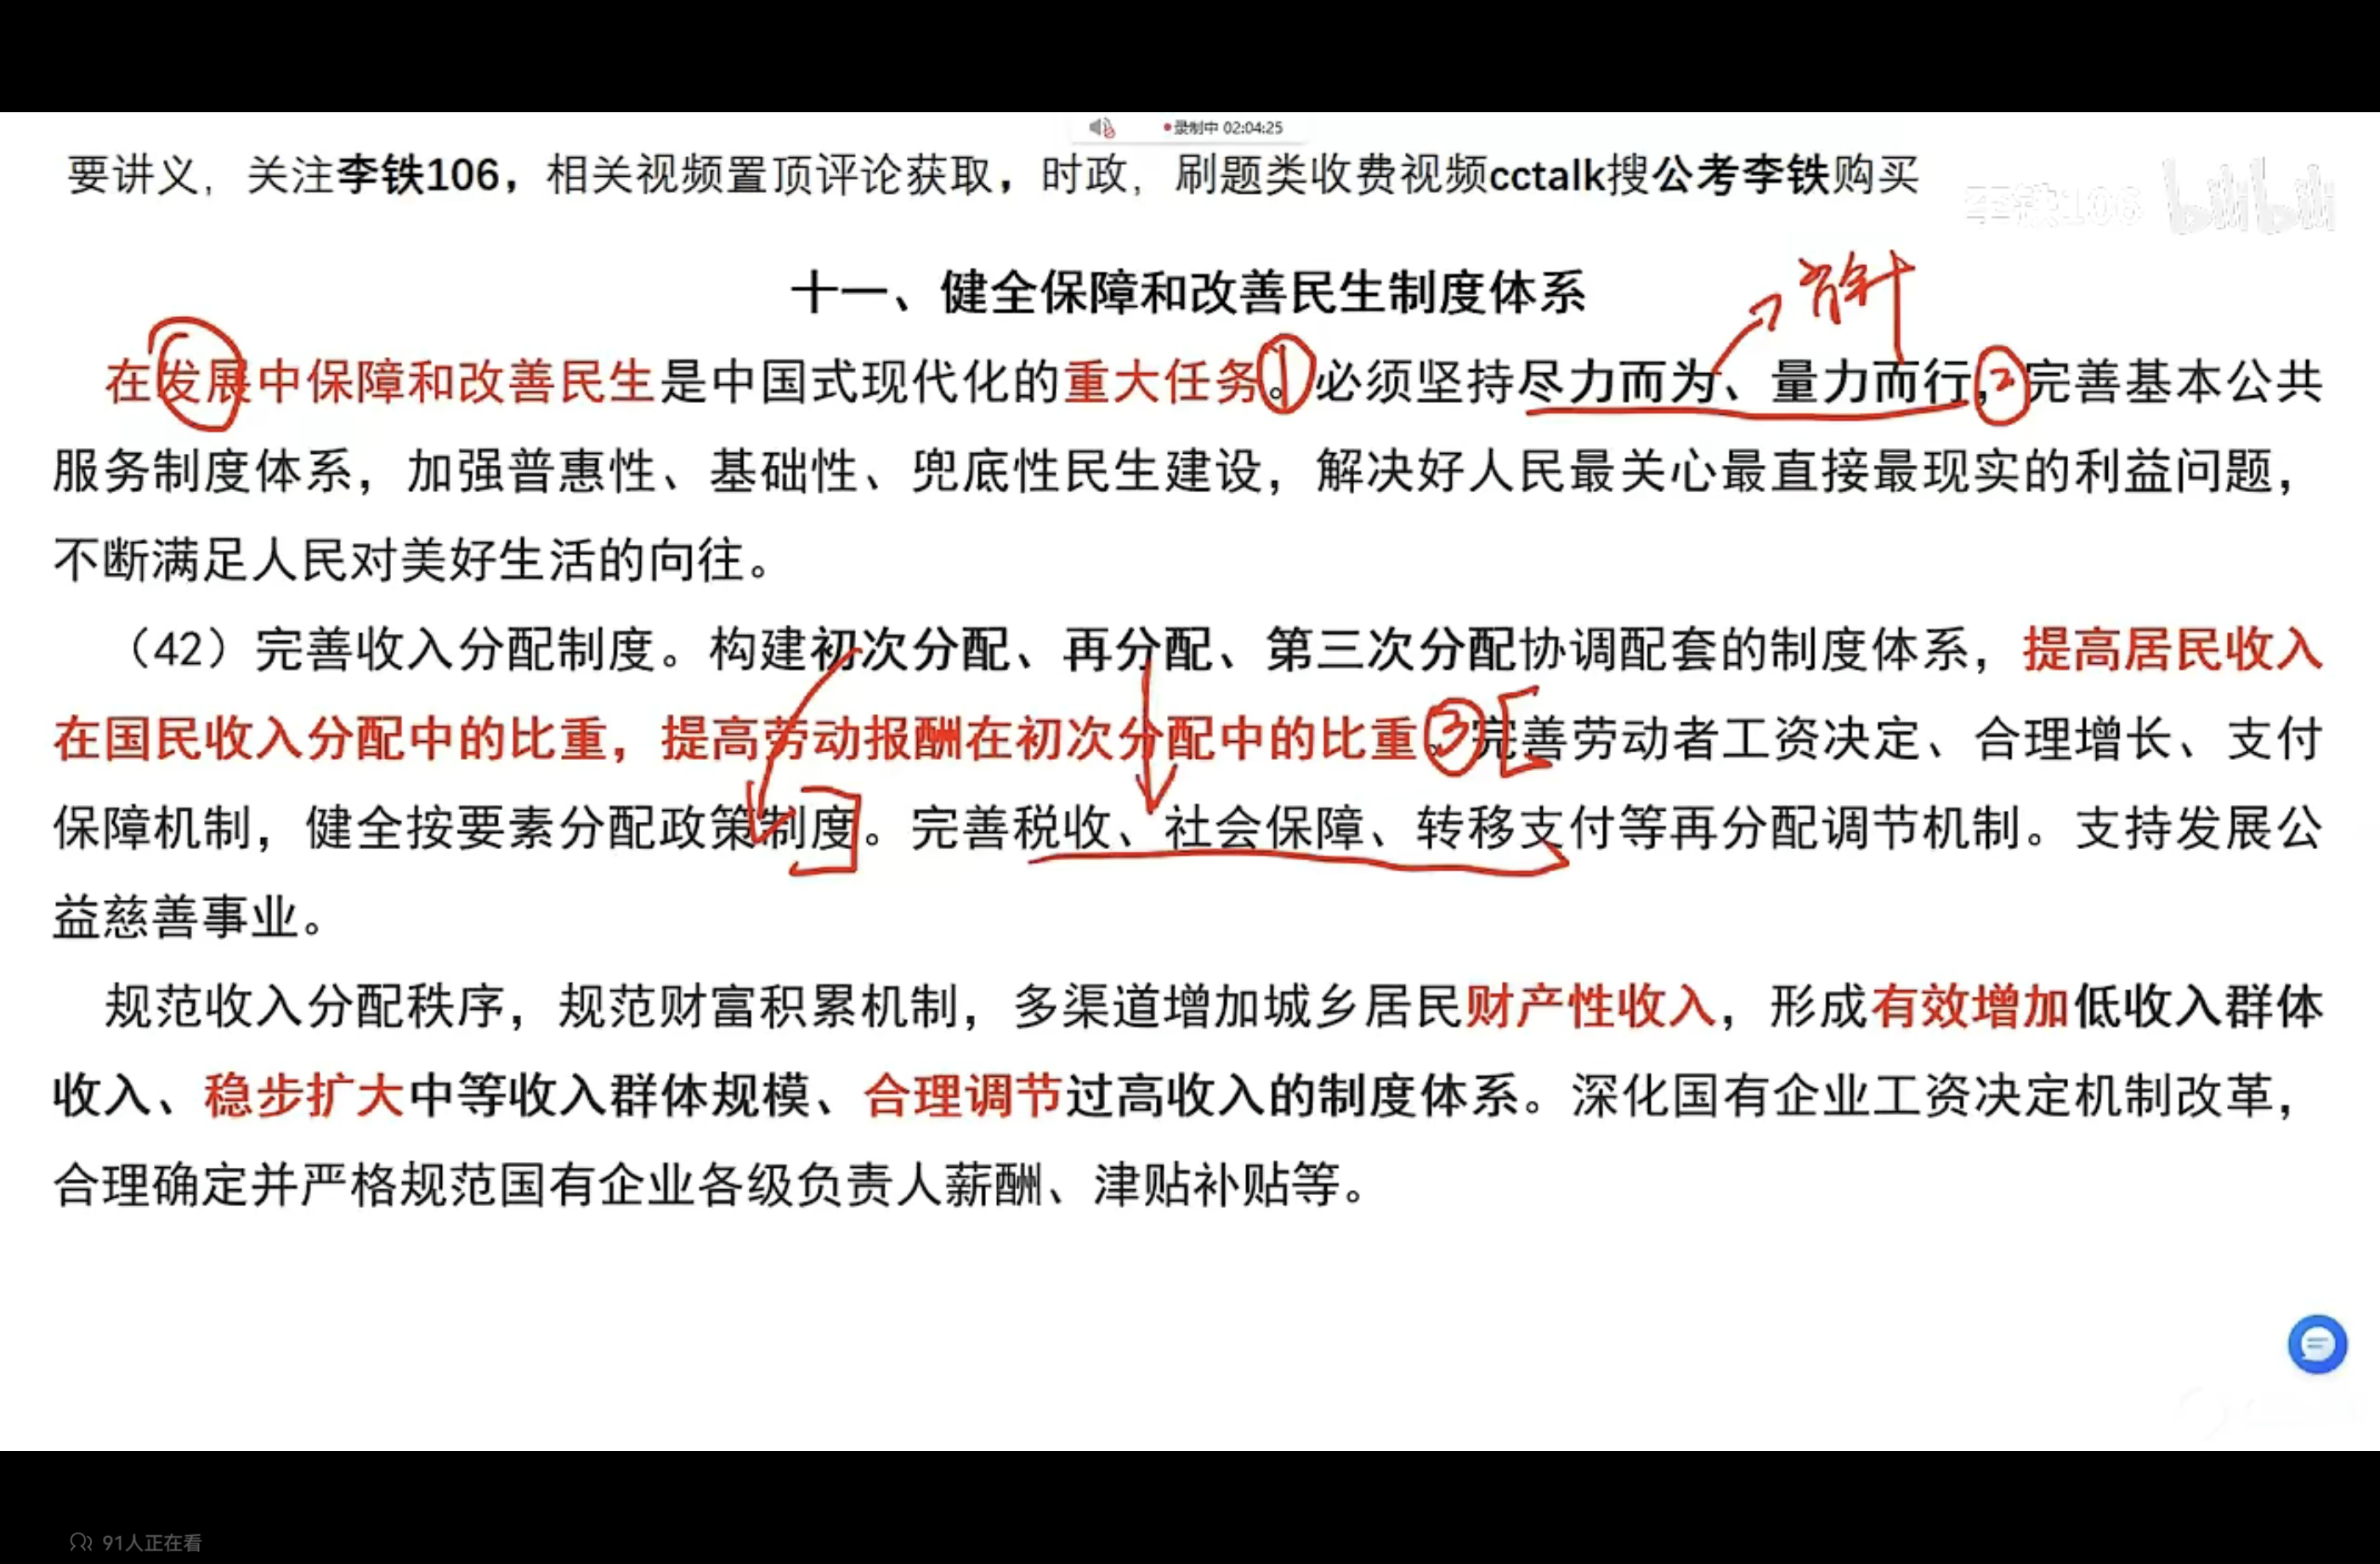 录制中 02:04:25
要讲义，关注李铁106，相关视频置顶评论获取，时政，刷题类收费视频cctalk搜公考李铁购买
李铁106 bilibili
十一、健全保障和改善民生制度体系
在发展中保障和改善民生是中国式现代化的重大任务。①必须坚持尽力而为、量力而行，②完善基本公共
服务制度体系，加强普惠性、基础性、兜底性民生建设，解决好人民最关心最直接最现实的利益问题，
不断满足人民对美好生活的向往。
（42）完善收入分配制度。构建初次分配、再分配、第三次分配协调配套的制度体系，提高居民收入
在国民收入分配中的比重，提高劳动报酬在初次分配中的比重。③完善劳动者工资决定、合理增长、支付
保障机制，健全按要素分配政策制度。完善税收、社会保障、转移支付等再分配调节机制。支持发展公
益慈善事业。
规范收入分配秩序，规范财富积累机制，多渠道增加城乡居民财产性收入，形成有效增加低收入群体
收入、稳步扩大中等收入群体规模、合理调节过高收入的制度体系。深化国有企业工资决定机制改革，
合理确定并严格规范国有企业各级负责人薪酬、津贴补贴等。
91人正在看